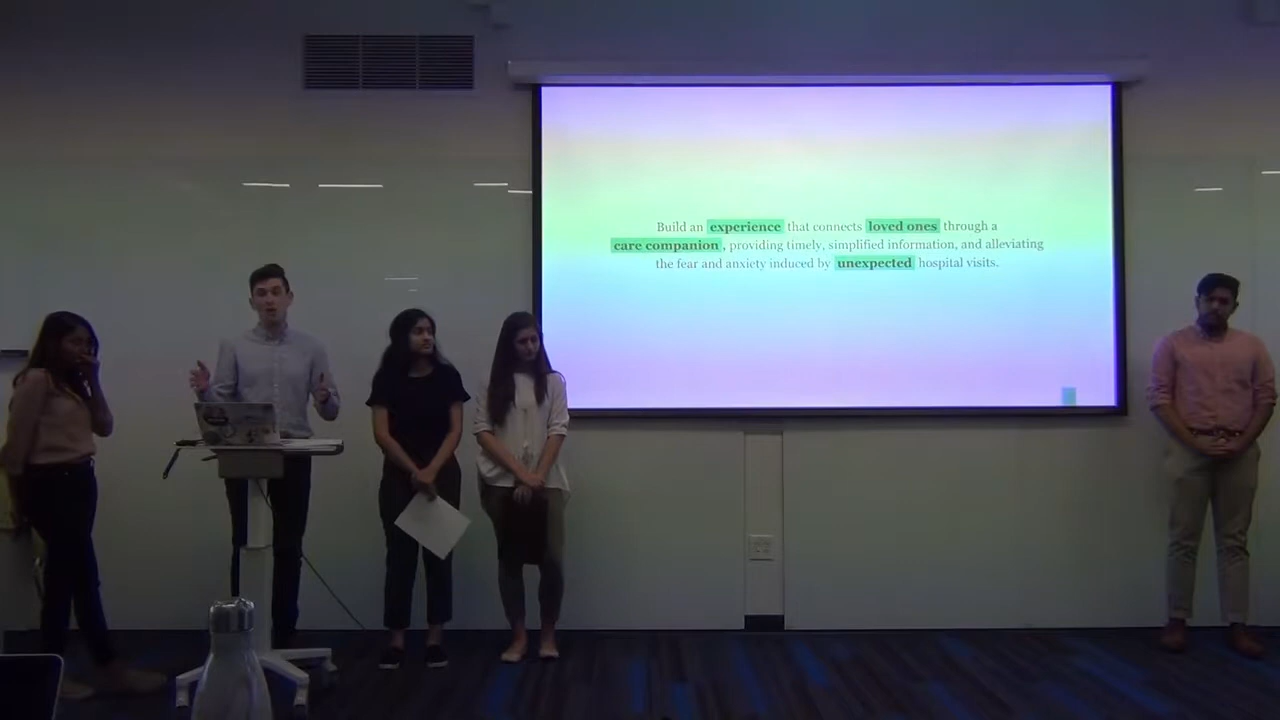 Build an experience that connects loved ones through a
care companion, providing timely, simplified information, and alleviating
the fear and anxiety induced by unexpected hospital visits.